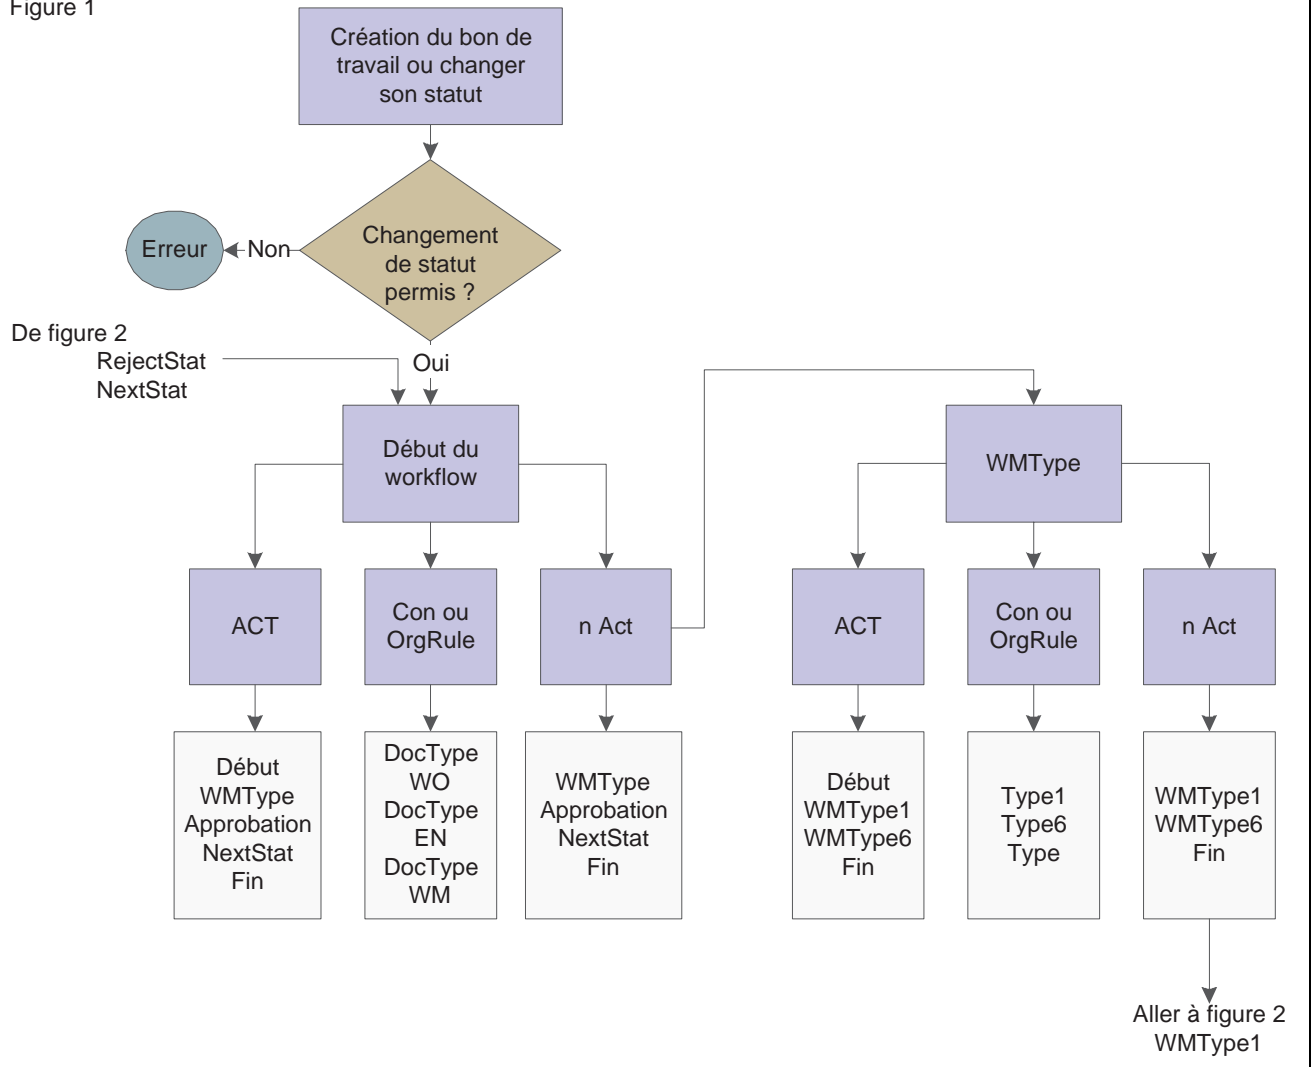 Figure 1
Création du bon de
travail ou changer
son statut
Changement
de statut
permis ?
Non
Erreur
De figure 2
RejectStat
NextStat
Oui
Début du
workflow
WMType
ACT
Con ou
OrgRule
n Act
ACT
Con ou
OrgRule
n Act
Début
WMType
Approbation
NextStat
Fin
DocType
WO
DocType
EN
DocType
WM
WMType
Approbation
NextStat
Fin
Début
WMType1
WMType6
Fin
Type1
Type6
Type
WMType1
WMType6
Fin
Aller à figure 2
WMType1